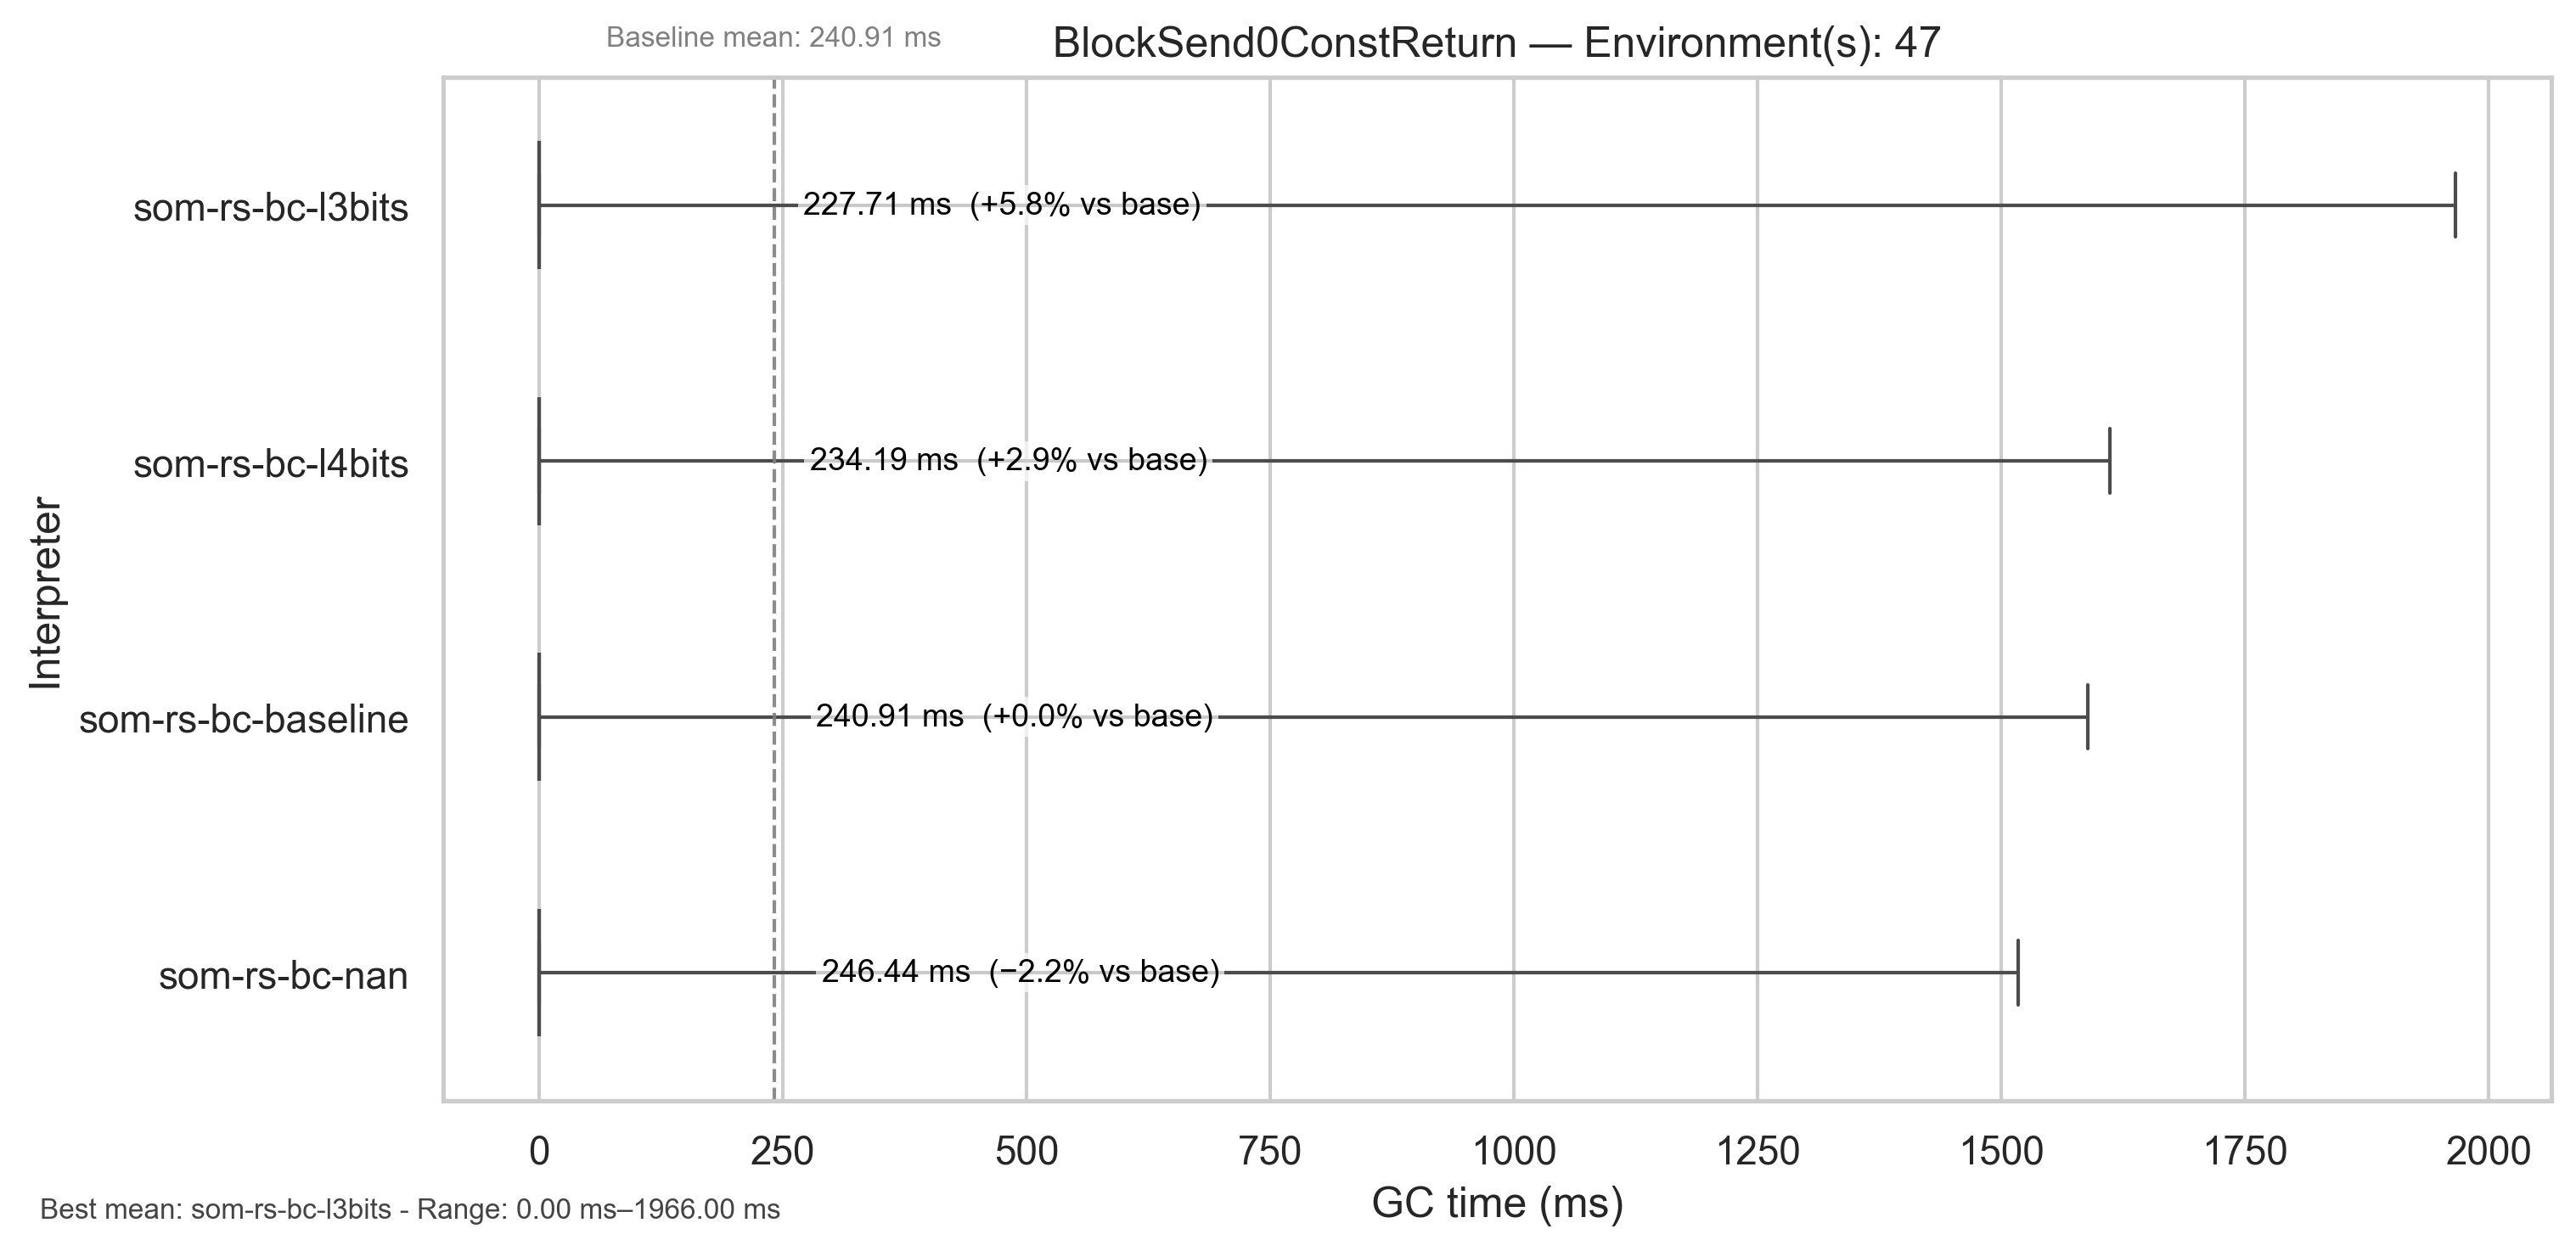 Baseline mean: 240.91 ms
BlockSend0ConstReturn — Environment(s): 47
som-rs-bc-l3bits
227.71 ms (+5.8% vs base)
som-rs-bc-l4bits
234.19 ms (+2.9% vs base)
Interpreter
som-rs-bc-baseline
240.91 ms (+0.0% vs base)
som-rs-bc-nan
246.44 ms (−2.2% vs base)
0 250 500 750 1000 1250 1500 1750 2000
GC time (ms)
Best mean: som-rs-bc-l3bits - Range: 0.00 ms–1966.00 ms